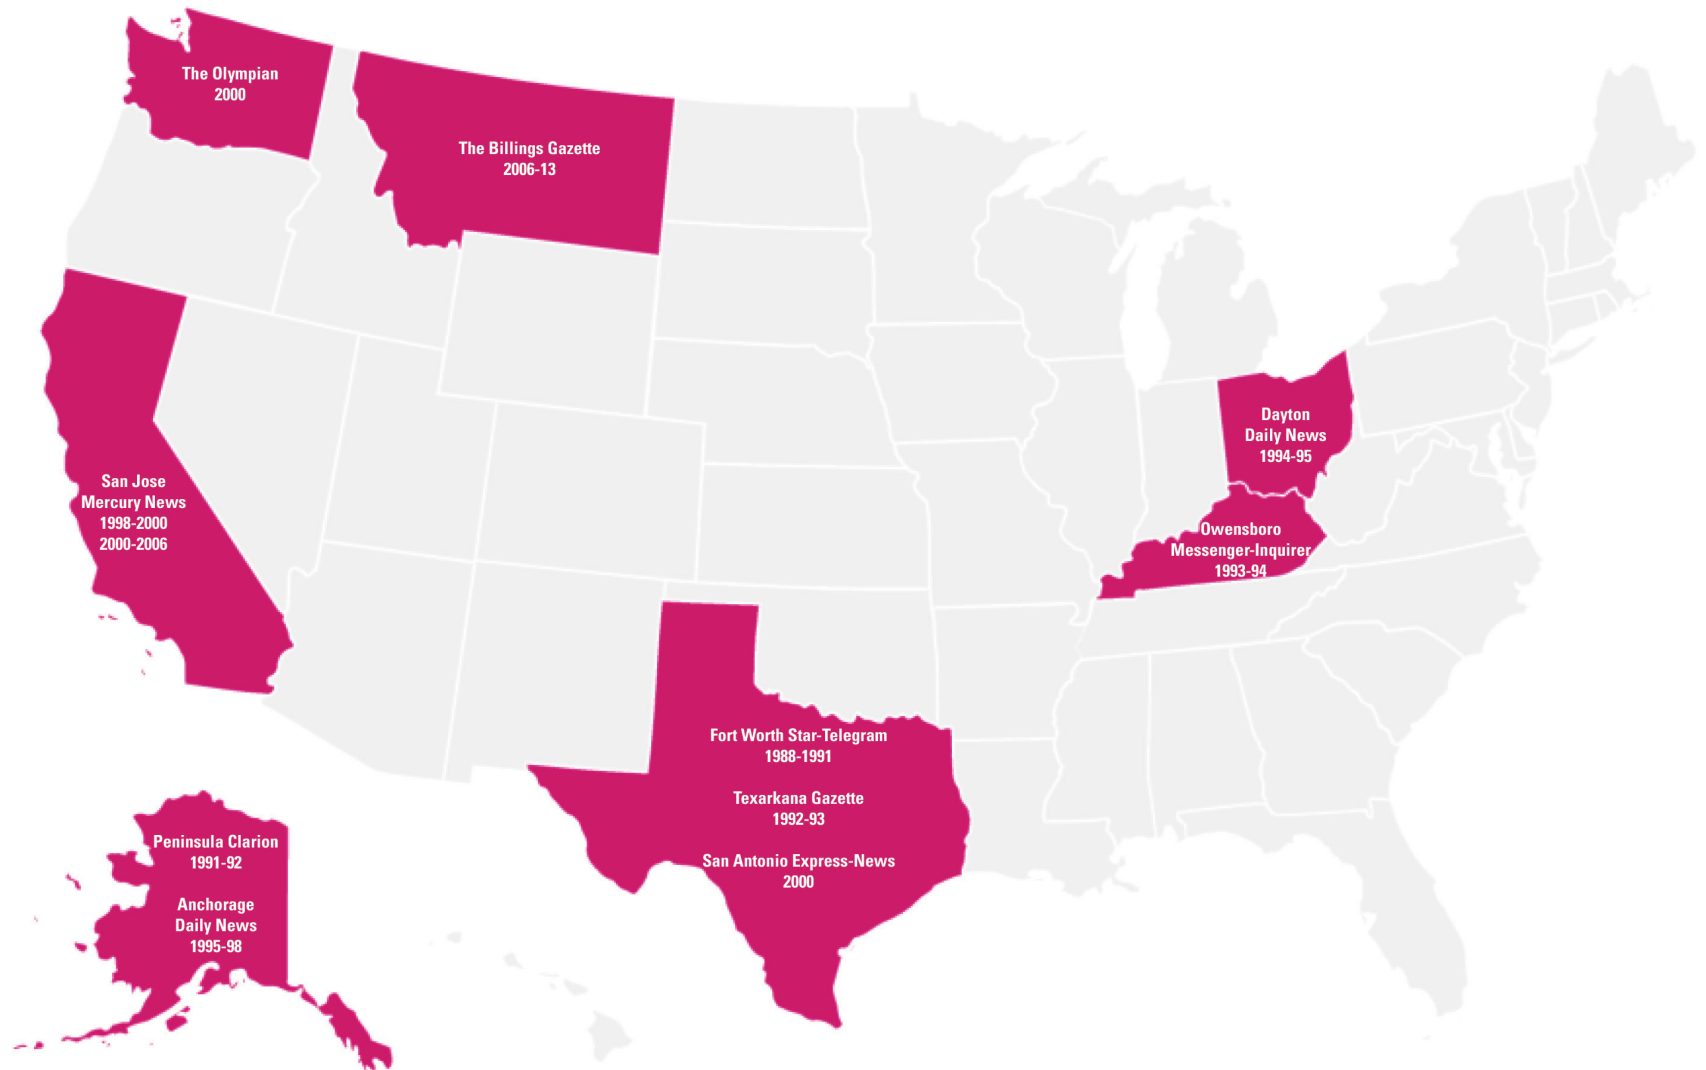 The Olympian
2000
The Billings Gazette
2006-13
San Jose
Mercury News
1998-2000
2000-2006
Dayton
Daily News
1994-95
Owensboro
Messenger-Inquirer
1993-94
Fort Worth Star-Telegram
1988-1991
Texarkana Gazette
1992-93
San Antonio Express-News
2000
Peninsula Clarion
1991-92
Anchorage
Daily News
1995-98